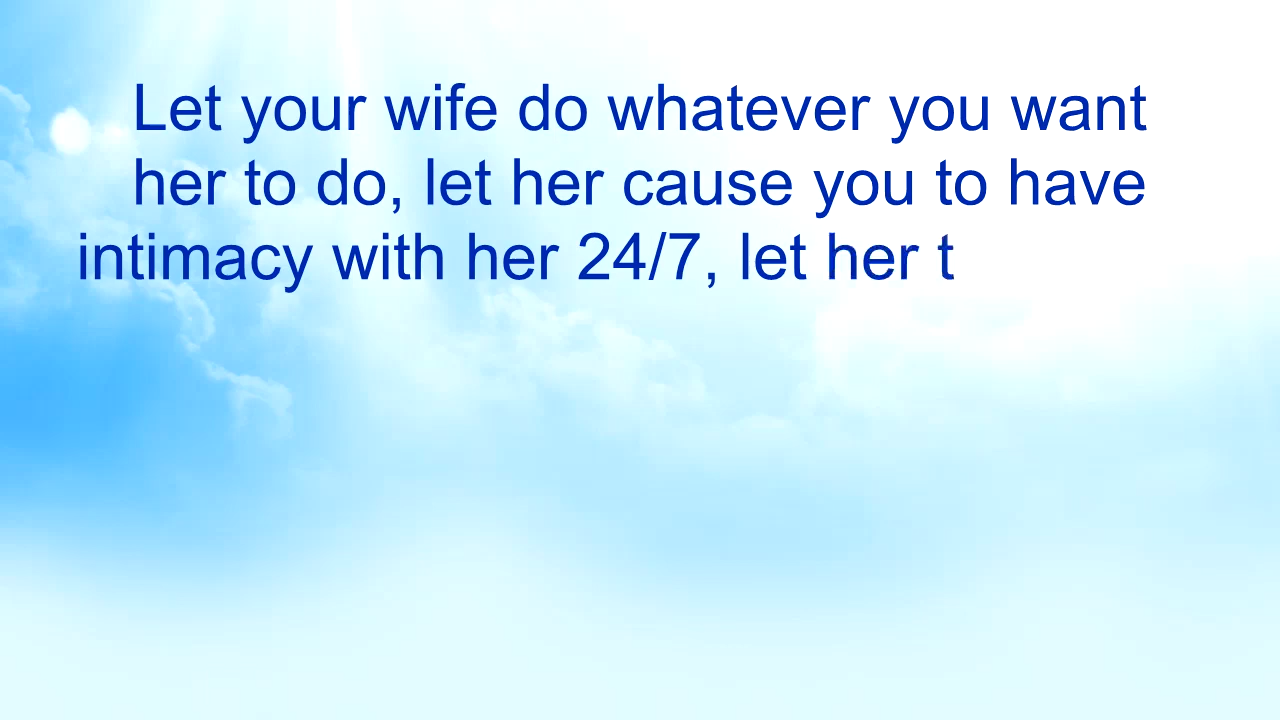 Let your wife do whatever you want
her to do, let her cause you to have
intimacy with her 24/7, let her t